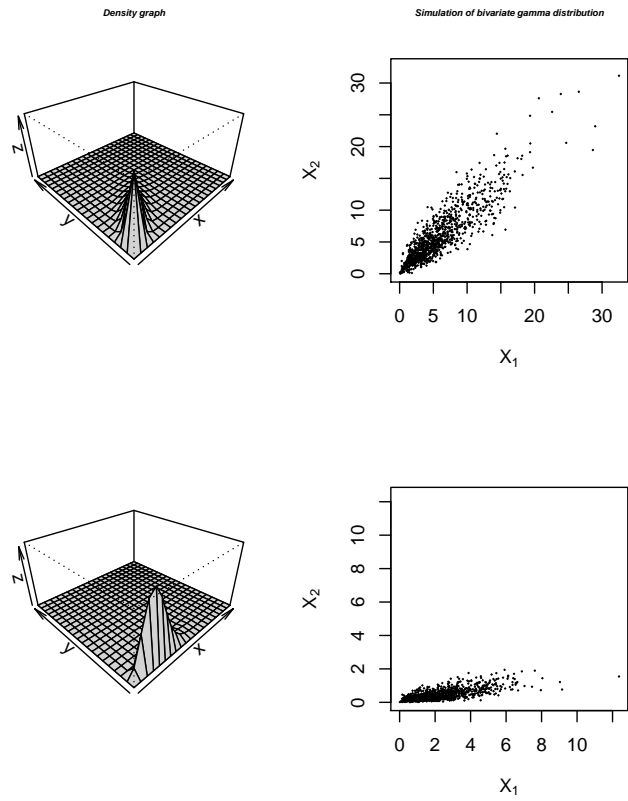 Density graph
Simulation of bivariate gamma distribution
z
y
x
X2
30
20
10
5
0
0 5 10 20 30
X1
z
y
x
X2
10
8
6
4
2
0
0 2 4 6 8 10
X1